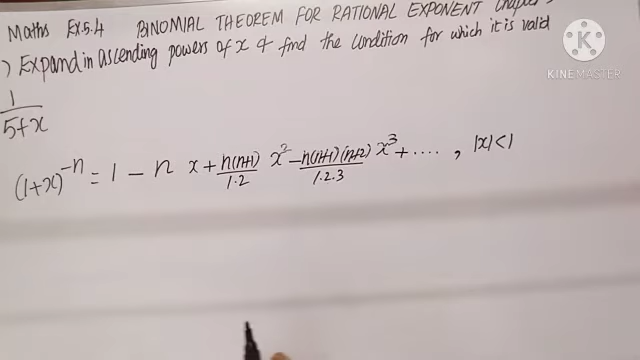 Maths Ex.5.4 BINOMIAL THEOREM FOR RATIONAL EXPONENT Chapter
) Expand in ascending powers of x & find the condition for which it is valid
1/(5+x)
(1+x)^{-n} = 1 - n x + n(n+1)/1.2 x^2 - n(n+1)(n+2)/1.2.3 x^3 + .... , |x| < 1
K
KINEMASTER